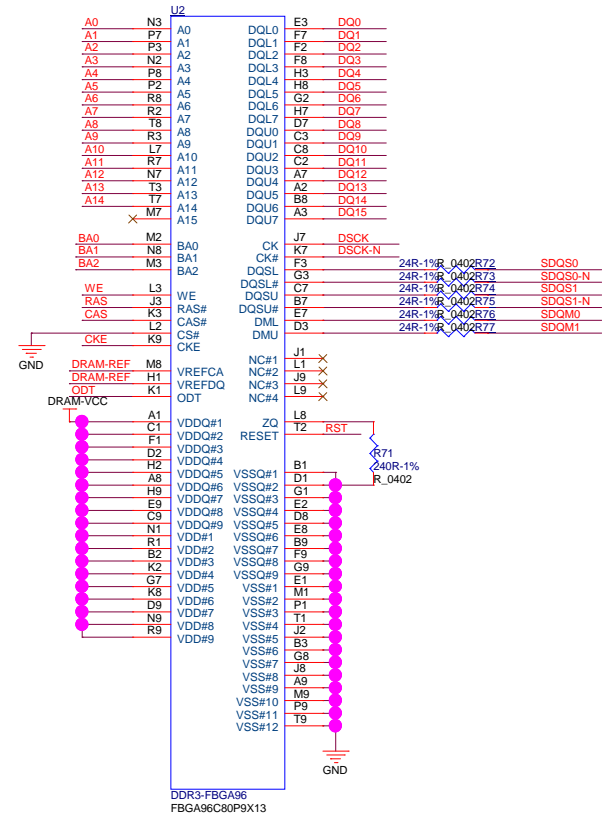 U2
A0 N3 A0 DQL0 E3 DQ0
A1 P7 A1 DQL1 F7 DQ1
A2 P3 A2 DQL2 F2 DQ2
A3 N2 A3 DQL3 F8 DQ3
A4 P8 A4 DQL4 H3 DQ4
A5 P2 A5 DQL5 H8 DQ5
A6 R8 A6 DQL6 G2 DQ6
A7 R2 A7 DQL7 H7 DQ7
A8 T8 A8 DQU0 D7 DQ8
A9 R3 A9 DQU1 C3 DQ9
A10 L7 A10 DQU2 C8 DQ10
A11 R7 A11 DQU3 C2 DQ11
A12 N7 A12 DQU4 A7 DQ12
A13 T3 A13 DQU5 A2 DQ13
A14 T7 A14 DQU6 B8 DQ14
M7 A15 DQU7 A3 DQ15
BA0 M2 BA0 CK J7 DSCK
BA1 N8 BA1 CK# K7 DSCK-N
BA2 M3 BA2 DQSL F3 24R-1% R_0402 R72 SDQS0
DQSL# G3 24R-1% R_0402 R73 SDQS0-N
WE L3 WE DQSU C7 24R-1% R_0402 R74 SDQS1
RAS J3 RAS# DQSU# B7 24R-1% R_0402 R75 SDQS1-N
CAS K3 CAS# DML E7 24R-1% R_0402 R76 SDQM0
L2 CS# DMU D3 24R-1% R_0402 R77 SDQM1
CKE K9 CKE
GND
NC#1 J1
DRAM-REF M8 VREFCA NC#2 L1
DRAM-REF H1 VREFDQ NC#3 J9
ODT K1 ODT NC#4 L9
DRAM-VCC
A1 VDDQ#1 ZQ L8
C1 VDDQ#2 RESET T2 RST
F1 VDDQ#3
D2 VDDQ#4 R71
H2 VDDQ#5 VSSQ#1 B1 240R-1%
A8 VDDQ#6 VSSQ#2 D1 R_0402
H9 VDDQ#7 VSSQ#3 G1
E9 VDDQ#8 VSSQ#4 E2
C9 VDDQ#9 VSSQ#5 D8
N1 VDD#1 VSSQ#6 E8
R1 VDD#2 VSSQ#7 B9
B2 VDD#3 VSSQ#8 F9
K2 VDD#4 VSSQ#9 G9
G7 VDD#5 VSS#1 E1
K8 VDD#6 VSS#2 M1
D9 VDD#7 VSS#3 P1
N9 VDD#8 VSS#4 T1
R9 VDD#9 VSS#5 J2
VSS#6 B3
VSS#7 G8
VSS#8 J8
VSS#9 A9
VSS#10 M9
VSS#11 P9
VSS#12 T9
GND
DDR3-FBGA96
FBGA96C80P9X13